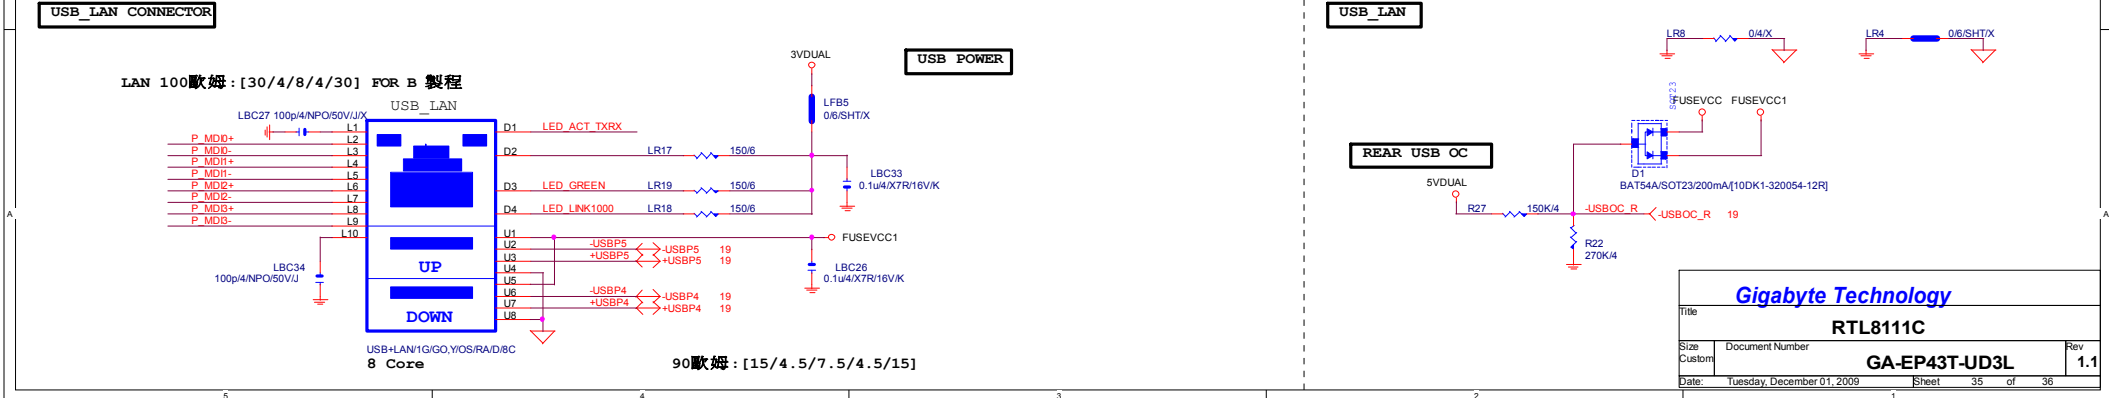 USB_LAN CONNECTOR
LAN 100歐姆:[30/4/8/4/30] FOR B 製程
USB_LAN
LBC27 100p/4/NPO/50V/J/X
P_MDI0+
P_MDI0-
P_MDI1+
P_MDI1-
P_MDI2+
P_MDI2-
P_MDI3+
P_MDI3-
L1
L2
L3
L4
L5
L6
L7
L8
L9
L10
LBC34
100p/4/NPO/50V/J
UP
DOWN
D1
D2
D3
D4
U1
U2
U3
U4
U5
U6
U7
U8
LED_ACT_TXRX
LR17 150/6
LED_GREEN LR19 150/6
LED_LINK1000 LR18 150/6
-USBP5 -USBP5 19
+USBP5 +USBP5 19
-USBP4 -USBP4 19
+USBP4 +USBP4 19
USB+LAN/1G/GO,Y/OS/RA/D/8C
8 Core
90歐姆:[15/4.5/7.5/4.5/15]
3VDUAL
LFB5
0/6/SHT/X
LBC33
0.1u/4/X7R/16V/K
FUSEVCC1
LBC26
0.1u/4/X7R/16V/K
USB POWER
USB_LAN
LR8 0/4/X
LR4 0/6/SHT/X
SOT23
FUSEVCC FUSEVCC1
REAR USB OC
D1
BAT54A/SOT23/200mA/[10DK1-320054-12R]
5VDUAL
R27 150K/4 -USBOC_R -USBOC_R 19
R22
270K/4
Gigabyte Technology
Title
RTL8111C
Size Document Number Rev
Custom GA-EP43T-UD3L 1.1
Date: Tuesday, December 01, 2009 Sheet 35 of 36
A A
5 4 3 2 1